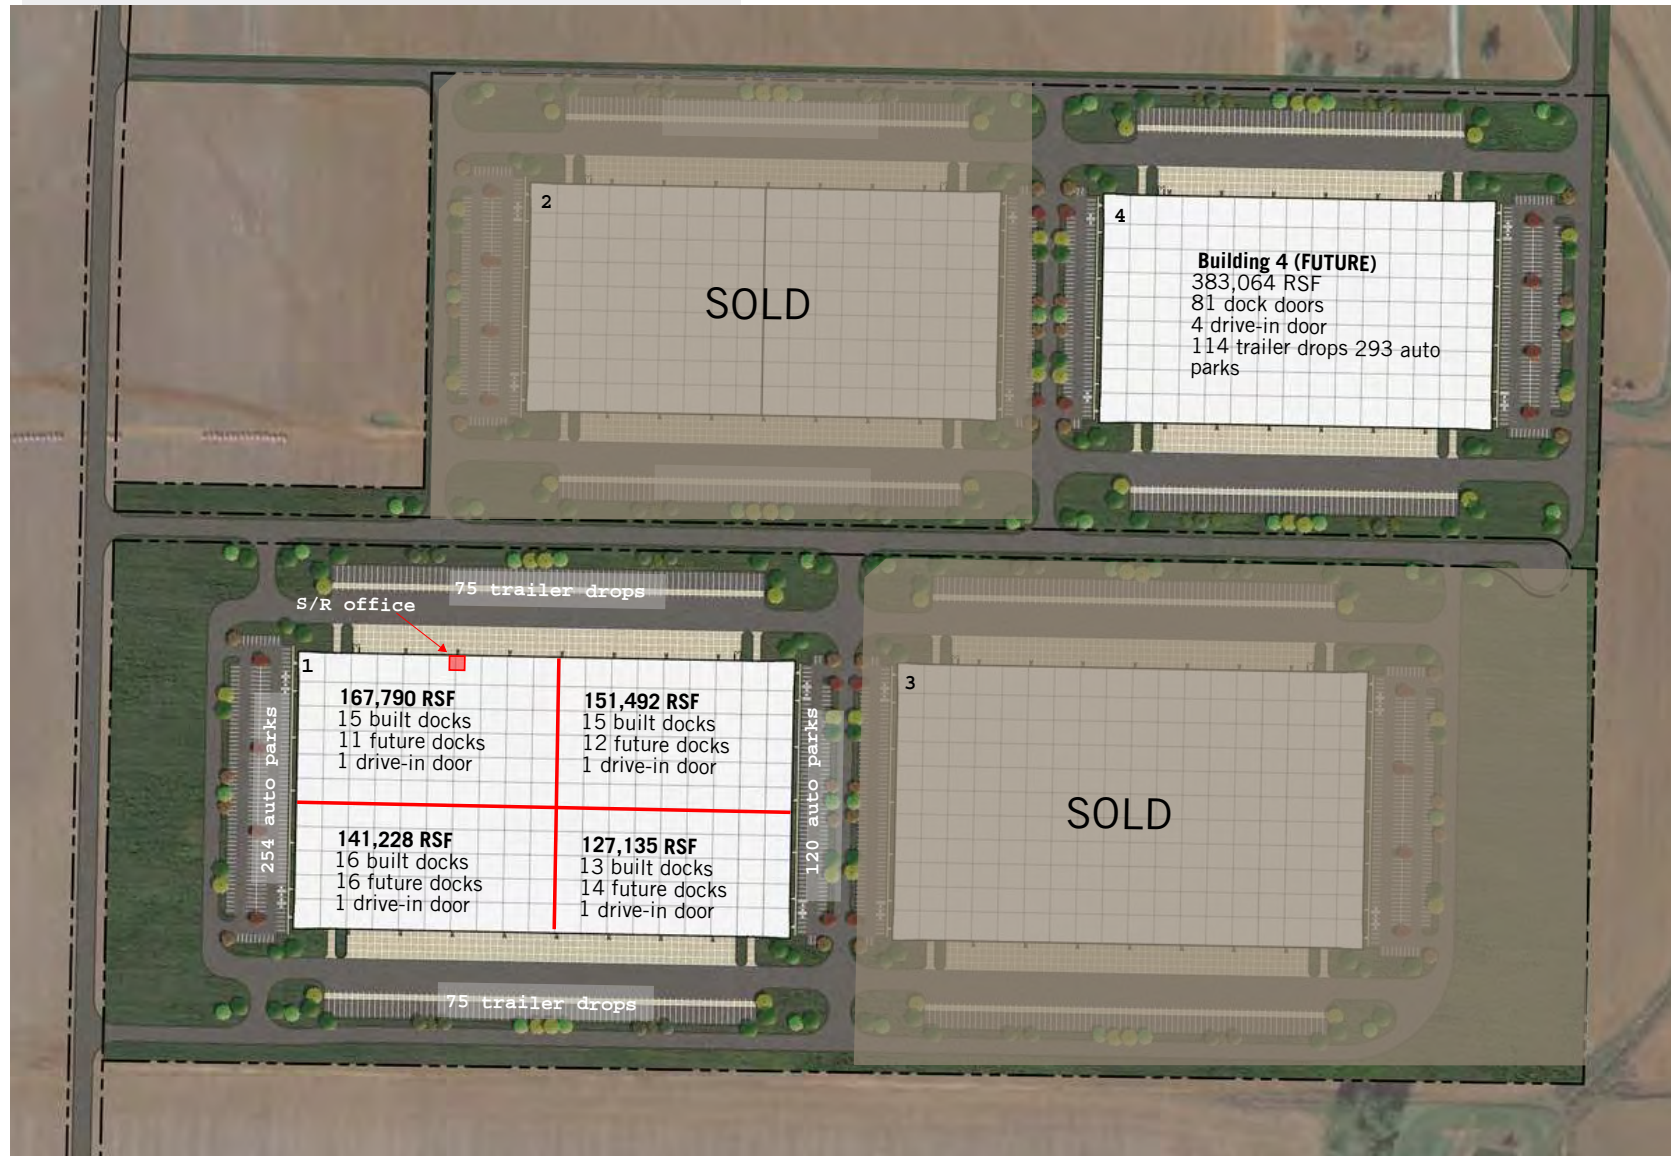 2
SOLD
4
Building 4 (FUTURE)
383,064 RSF
81 dock doors
4 drive-in door
114 trailer drops 293 auto
parks
75 trailer drops
S/R office
1
167,790 RSF
15 built docks
11 future docks
1 drive-in door
151,492 RSF
15 built docks
12 future docks
1 drive-in door
254 auto parks
120 auto parks
141,228 RSF
16 built docks
16 future docks
1 drive-in door
127,135 RSF
13 built docks
14 future docks
1 drive-in door
75 trailer drops
3
SOLD